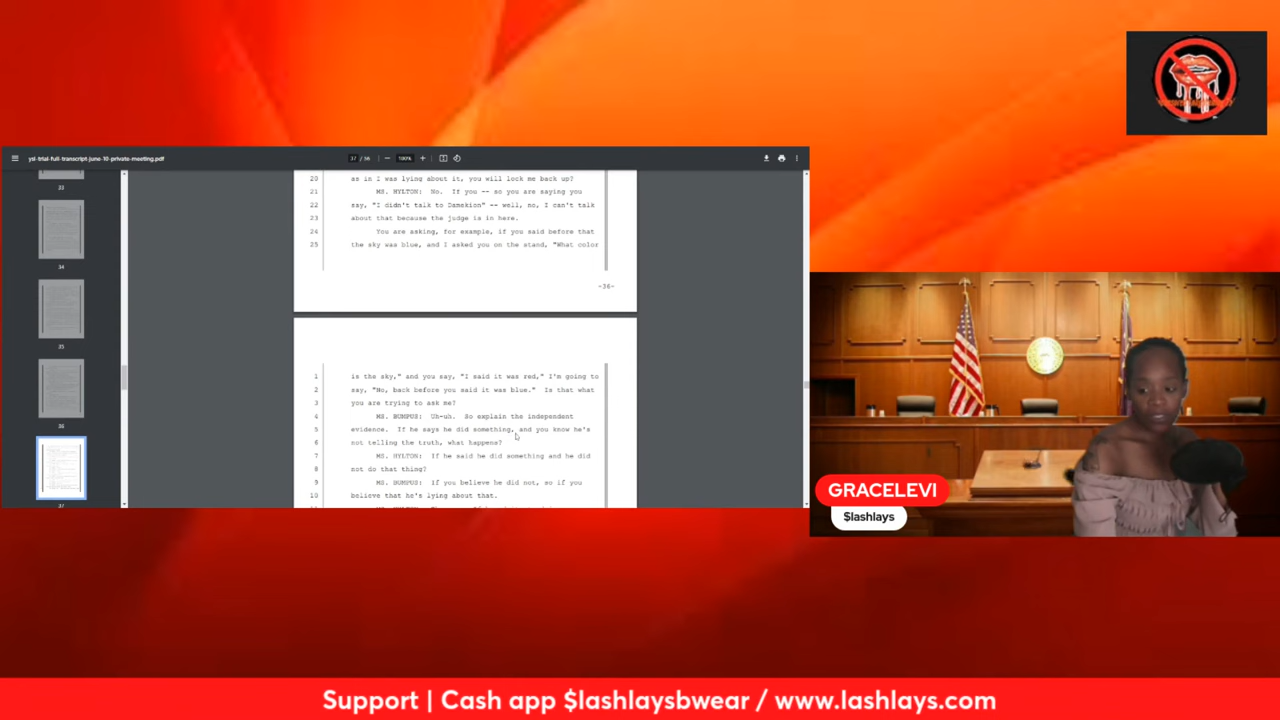 ysl-trial-full-transcript-june-10-private-meeting.pdf
37 / 56
100%
33
34
35
36
37
20 as in I was lying about it, you will lock me back up?
21 MS. HYLTON: No. If you -- so you are saying you
22 say, "I didn't talk to Damekion" -- well, no, I can't talk
23 about that because the judge is in here.
24 You are asking, for example, if you said before that
25 the sky was blue, and I asked you on the stand, "What color
-36-
1 is the sky," and you say, "I said it was red," I'm going to
2 say, "No, back before you said it was blue." Is that what
3 you are trying to ask me?
4 MS. BUMPUS: Uh-uh. So explain the independent
5 evidence. If he says he did something, and you know he's
6 not telling the truth, what happens?
7 MS. HYLTON: If he said he did something and he did
8 not do that thing?
9 MS. BUMPUS: If you believe he did not, so if you
10 believe that he's lying about that.
GRACELEVI
$lashlays
Support | Cash app $lashlaysbwear / www.lashlays.com